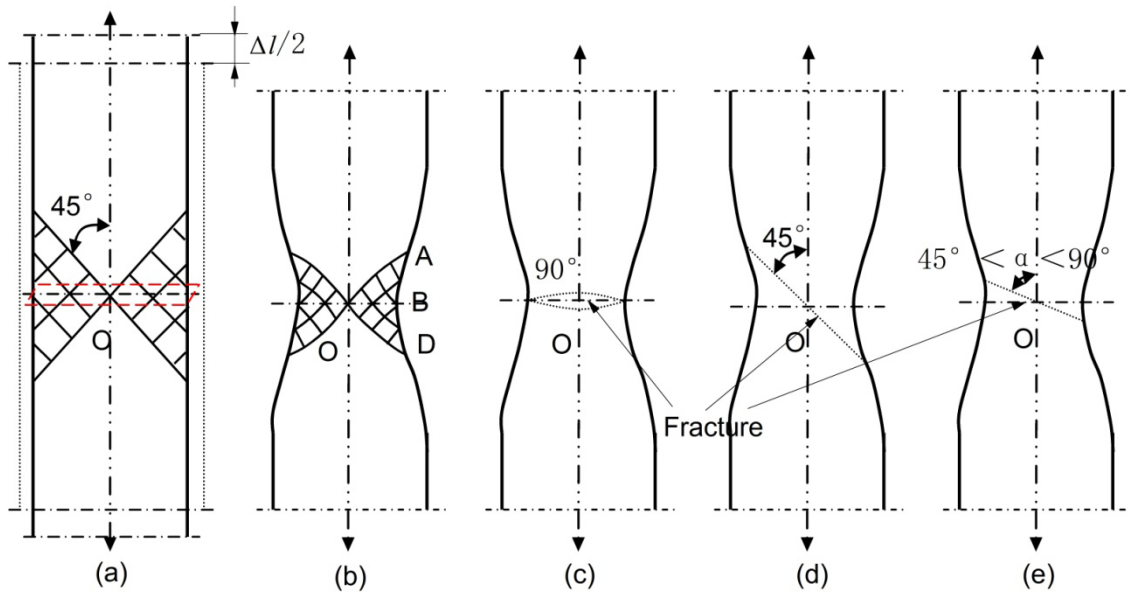 Δl/2
45°
O
(a)
A
B
D
O
(b)
90°
O
(c)
45°
O
(d)
45° < α < 90°
O
(e)
Fracture